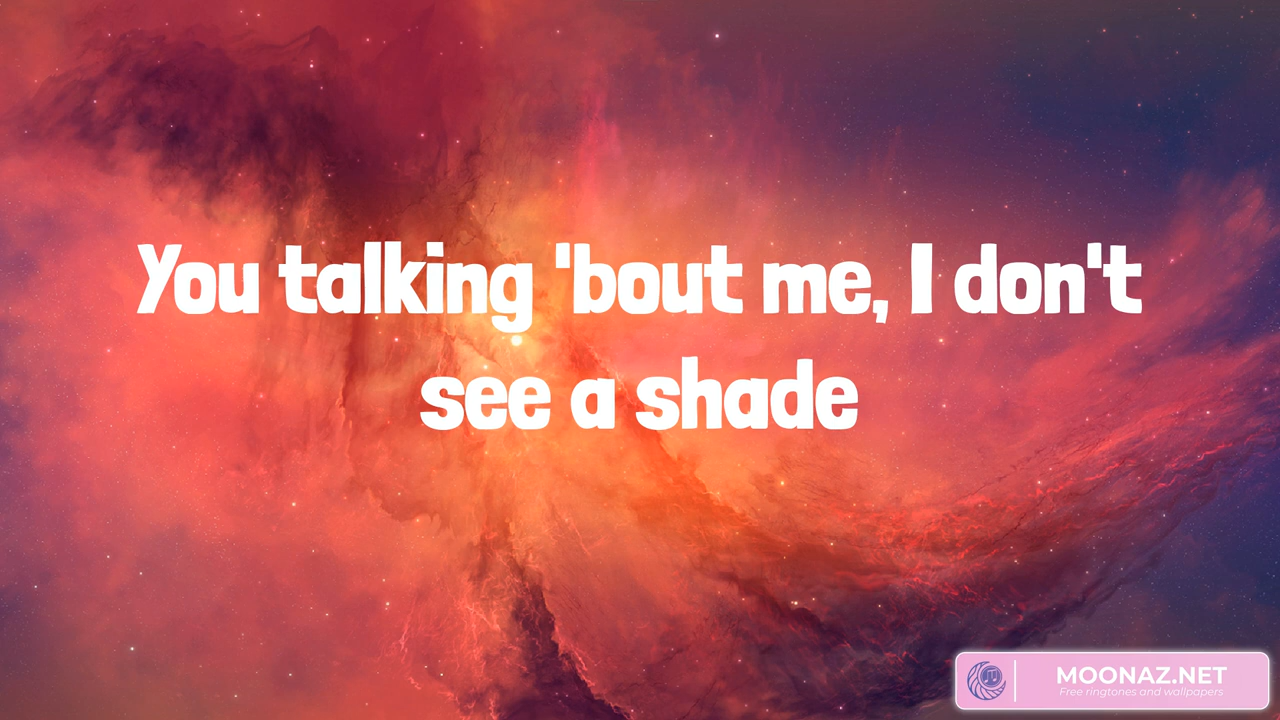 You talking 'bout me, I don't
see a shade
MOONAZ.NET
Free ringtones and wallpapers